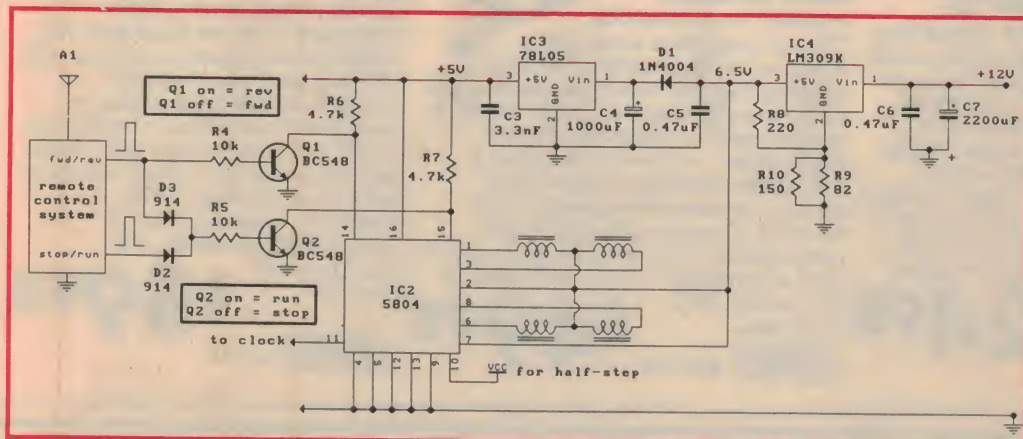 A1
Q1 on = rev
Q1 off = fwd
fwd/rev
remote
control
system
stop/run
D3
914
D2
914
R4
10k
R5
10k
Q1
BC548
Q2
BC548
Q2 on = run
Q2 off = stop
to clock
R6
4.7k
R7
4.7k
+5V
14
16
15
IC2
5804
11
1
3
2
8
6
7
4
5
12
13
9
10
VCC for half-step
IC3
78L05
3
+5V
Vin
GND
1
2
C3
3.3nF
C4
1000uF
+
D1
1N4004
C5
0.47uF
6.5V
IC4
LM309K
3
+5V
Vin
GND
1
2
R8
220
R10
150
R9
82
C6
0.47uF
C7
2200uF
+
+12V
+